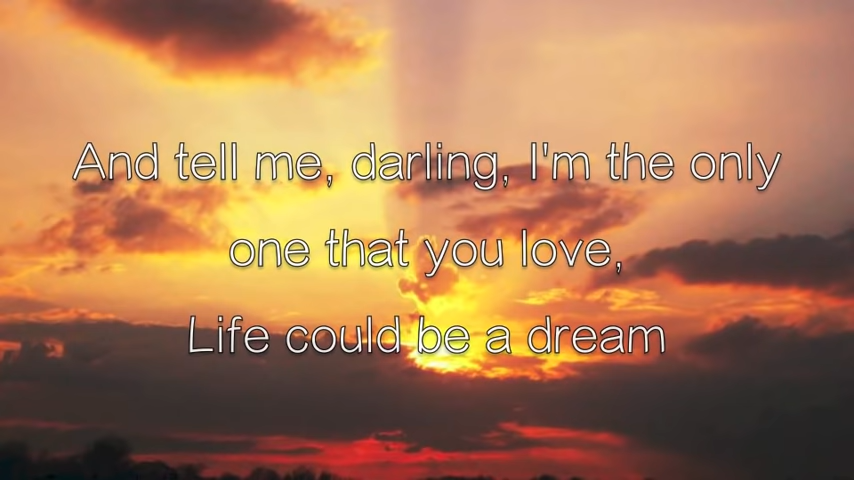 And tell me, darling, I'm the only
one that you love,
Life could be a dream